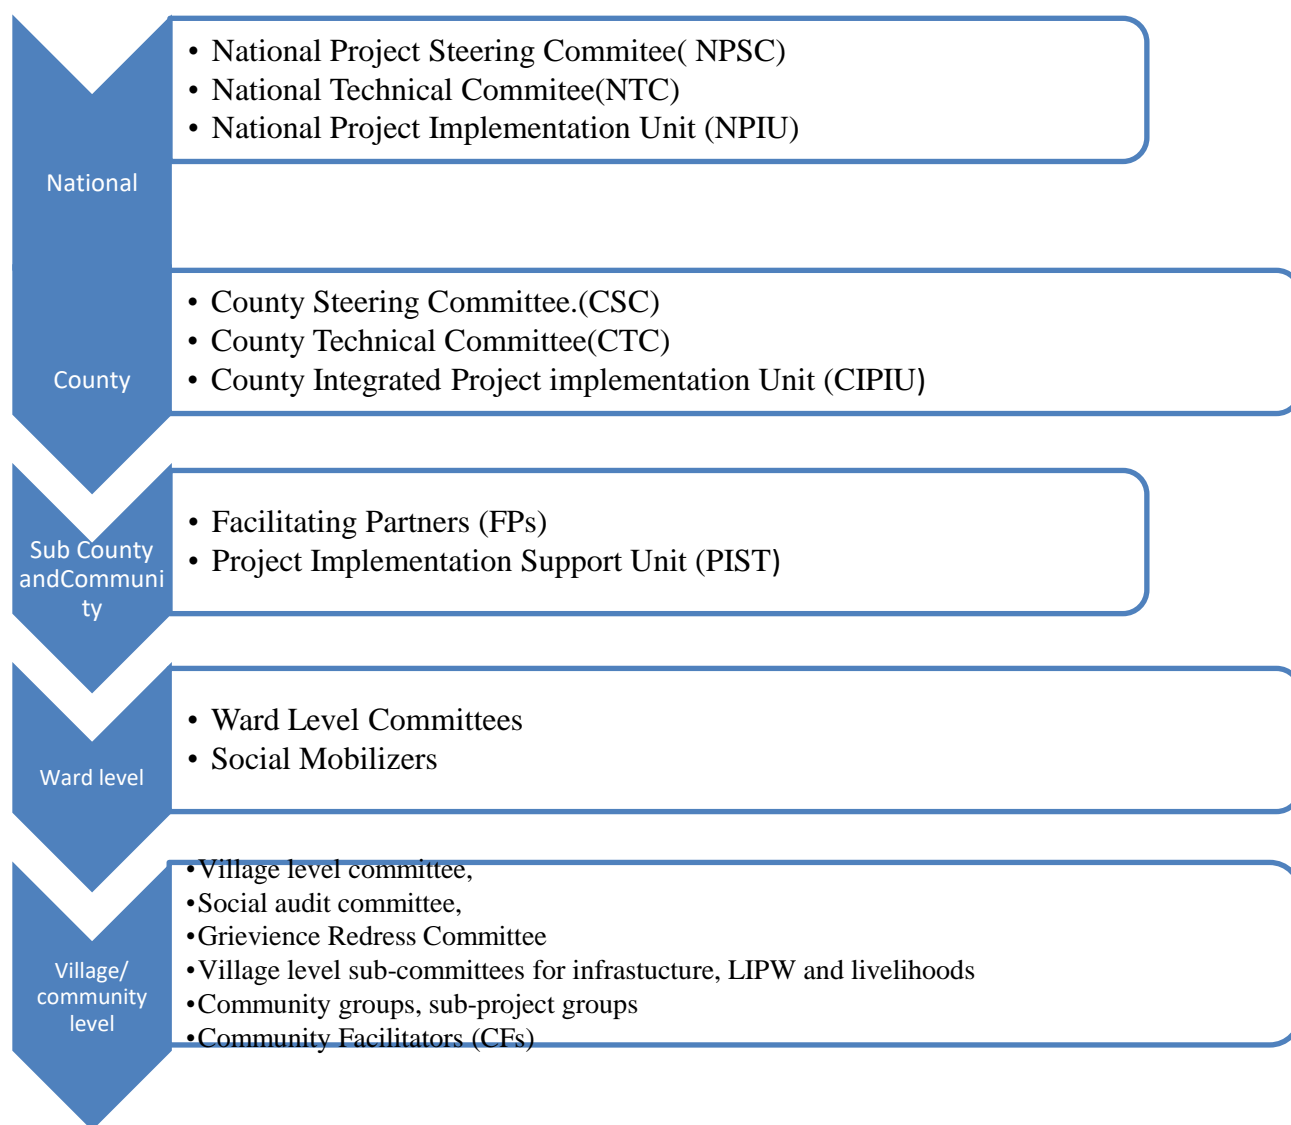 National
• National Project Steering Commitee( NPSC)
• National Technical Commitee(NTC)
• National Project Implementation Unit (NPIU)
County
• County Steering Committee.(CSC)
• County Technical Committee(CTC)
• County Integrated Project implementation Unit (CIPIU)
Sub County
andCommuni
ty
• Facilitating Partners (FPs)
• Project Implementation Support Unit (PIST)
Ward level
• Ward Level Committees
• Social Mobilizers
Village/
community
level
•Village level committee,
•Social audit committee,
•Grievience Redress Committee
•Village level sub-committees for infrastucture, LIPW and livelihoods
•Community groups, sub-project groups
•Community Facilitators (CFs)